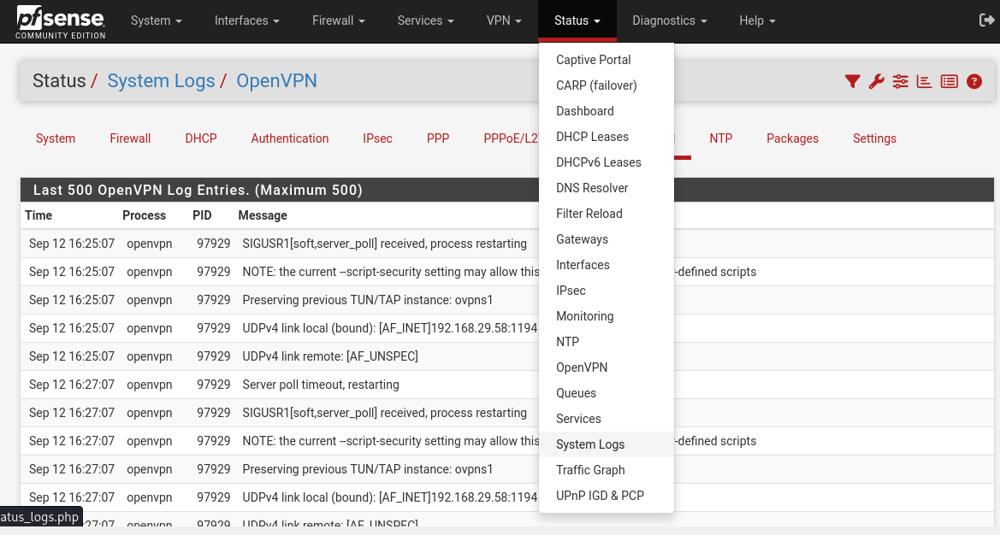 pfsense
COMMUNITY EDITION
System Interfaces Firewall Services VPN Status Diagnostics Help
Captive Portal
CARP (failover)
Dashboard
DHCP Leases
DHCPv6 Leases
DNS Resolver
Filter Reload
Gateways
Interfaces
IPsec
Monitoring
NTP
OpenVPN
Queues
Services
System Logs
Traffic Graph
UPnP IGD & PCP
Status / System Logs / OpenVPN
System Firewall DHCP Authentication IPsec PPP PPPoE/L2 NTP Packages Settings
Last 500 OpenVPN Log Entries. (Maximum 500)
Time Process PID Message
Sep 12 16:25:07 openvpn 97929 SIGUSR1[soft,server_poll] received, process restarting
Sep 12 16:25:07 openvpn 97929 NOTE: the current --script-security setting may allow this -defined scripts
Sep 12 16:25:07 openvpn 97929 Preserving previous TUN/TAP instance: ovpns1
Sep 12 16:25:07 openvpn 97929 UDPv4 link local (bound): [AF_INET]192.168.29.58:1194
Sep 12 16:25:07 openvpn 97929 UDPv4 link remote: [AF_UNSPEC]
Sep 12 16:27:07 openvpn 97929 Server poll timeout, restarting
Sep 12 16:27:07 openvpn 97929 SIGUSR1[soft,server_poll] received, process restarting
Sep 12 16:27:07 openvpn 97929 NOTE: the current --script-security setting may allow this -defined scripts
Sep 12 16:27:07 openvpn 97929 Preserving previous TUN/TAP instance: ovpns1
Sep 12 16:27:07 openvpn 97929 UDPv4 link local (bound): [AF_INET]192.168.29.58:1194
:27:07 openvpn 97929 UDPv4 link remote: [AF_UNSPEC]
atus_logs.php